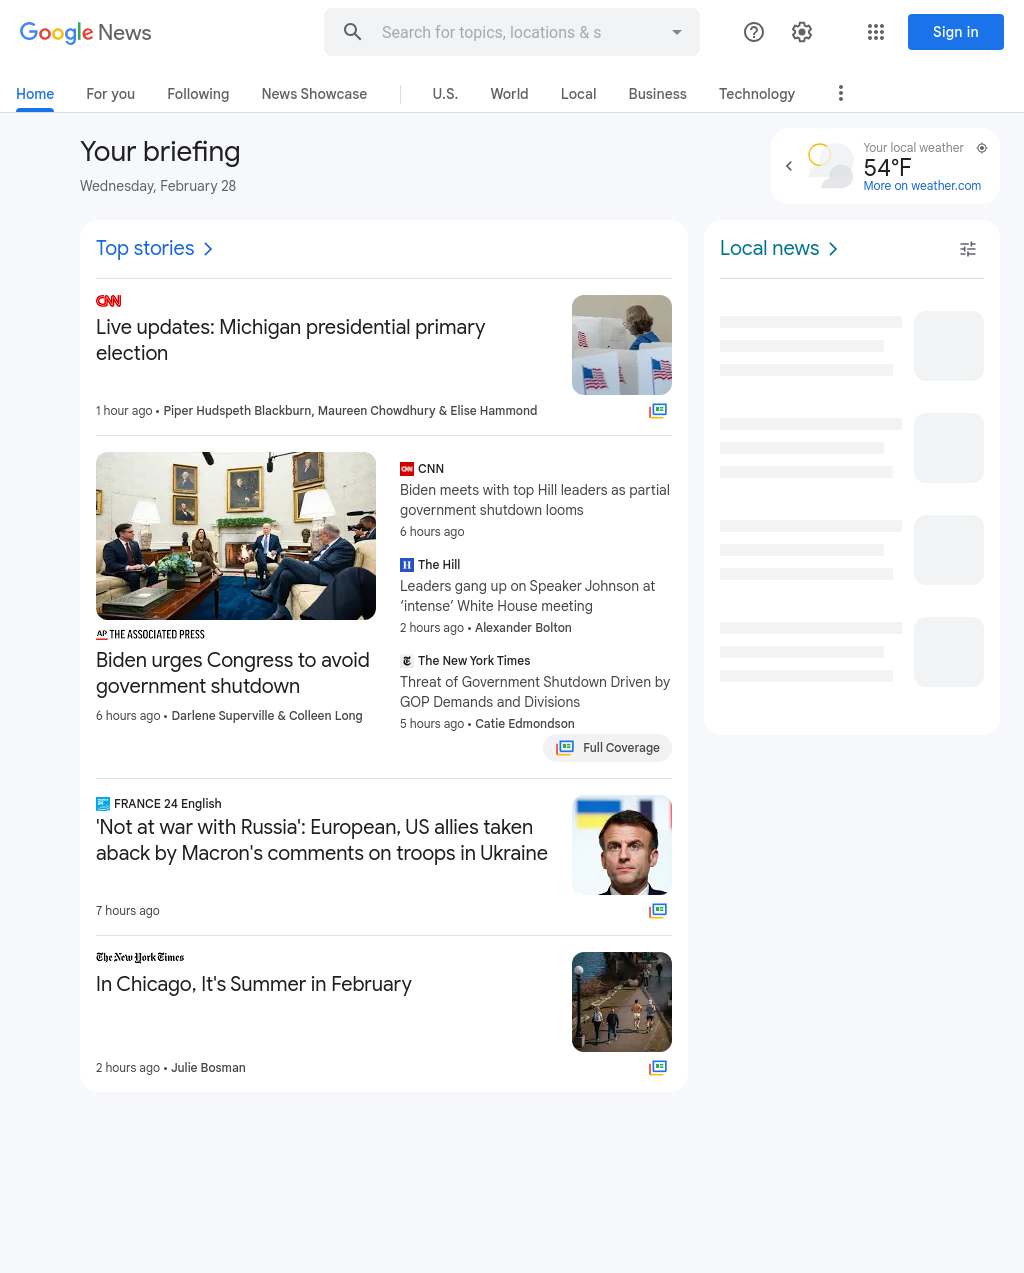 Google News
Search for topics, locations & s
Sign in
Home
For you
Following
News Showcase
U.S.
World
Local
Business
Technology
Your briefing
Wednesday, February 28
Your local weather
54°F
More on weather.com
Top stories
CNN
Live updates: Michigan presidential primary
election
1 hour ago • Piper Hudspeth Blackburn, Maureen Chowdhury & Elise Hammond
AP THE ASSOCIATED PRESS
Biden urges Congress to avoid
government shutdown
6 hours ago • Darlene Superville & Colleen Long
CNN
CNN
Biden meets with top Hill leaders as partial
government shutdown looms
6 hours ago
H The Hill
Leaders gang up on Speaker Johnson at
‘intense’ White House meeting
2 hours ago • Alexander Bolton
The New York Times
Threat of Government Shutdown Driven by
GOP Demands and Divisions
5 hours ago • Catie Edmondson
Full Coverage
FRANCE 24 English
'Not at war with Russia': European, US allies taken
aback by Macron's comments on troops in Ukraine
7 hours ago
The New York Times
In Chicago, It's Summer in February
2 hours ago • Julie Bosman
Local news